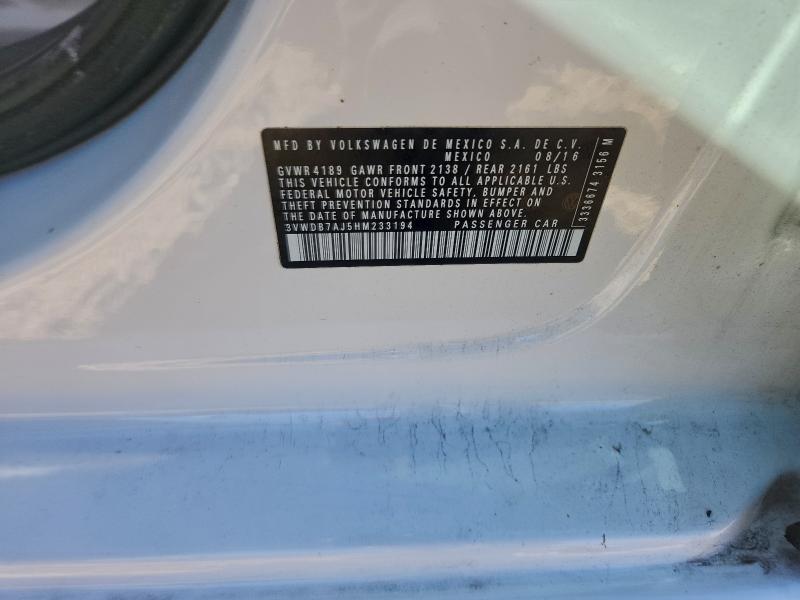 MFD BY VOLKSWAGEN DE MEXICO S.A. DE C.V.
MEXICO 08/16
GVWR 4189 GAWR FRONT 2138 / REAR 2161 LBS
THIS VEHICLE CONFORMS TO ALL APPLICABLE U.S.
FEDERAL MOTOR VEHICLE SAFETY, BUMPER AND
THEFT PREVENTION STANDARDS IN EFFECT ON
THE DATE OF MANUFACTURE SHOWN ABOVE.
3VWDB7AJ5HM233194 PASSENGER CAR
3336374 3156 M